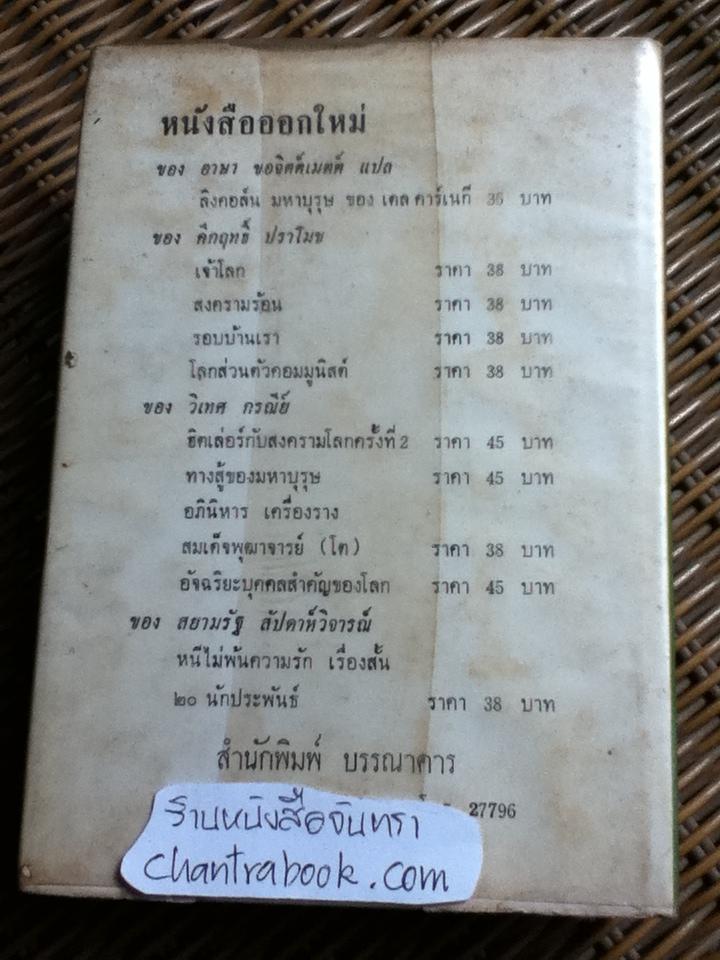 หนังสือออกใหม่
ของ อาษา ขอจิตต์เมตต์ แปล
ลิงคอล์น มหาบุรุษ ของ เดล คาร์เนกี 35 บาท
ของ คึกฤทธิ์ ปราโมช
เจ้าโลก ราคา 38 บาท
สงครามร้อน ราคา 38 บาท
รอบบ้านเรา ราคา 38 บาท
โลกส่วนตัวคอมมูนิสต์ ราคา 38 บาท
ของ วิเทศ กรณีย์
ฮิตเล่อร์กับสงครามโลกครั้งที่ 2 ราคา 45 บาท
ทางสู้ของมหาบุรุษ ราคา 45 บาท
อภินิหาร เครื่องราง
สมเด็จพุฒาจารย์ (โต) ราคา 38 บาท
อัจฉริยะบุคคลสำคัญของโลก ราคา 45 บาท
ของ สยามรัฐ สัปดาห์วิจารณ์
หนีไม่พ้นความรัก เรื่องสั้น
๒๐ นักประพันธ์ ราคา 38 บาท
สำนักพิมพ์ บรรณาคาร
27796
ร้านหนังสือจันทรา
chantrabook.com